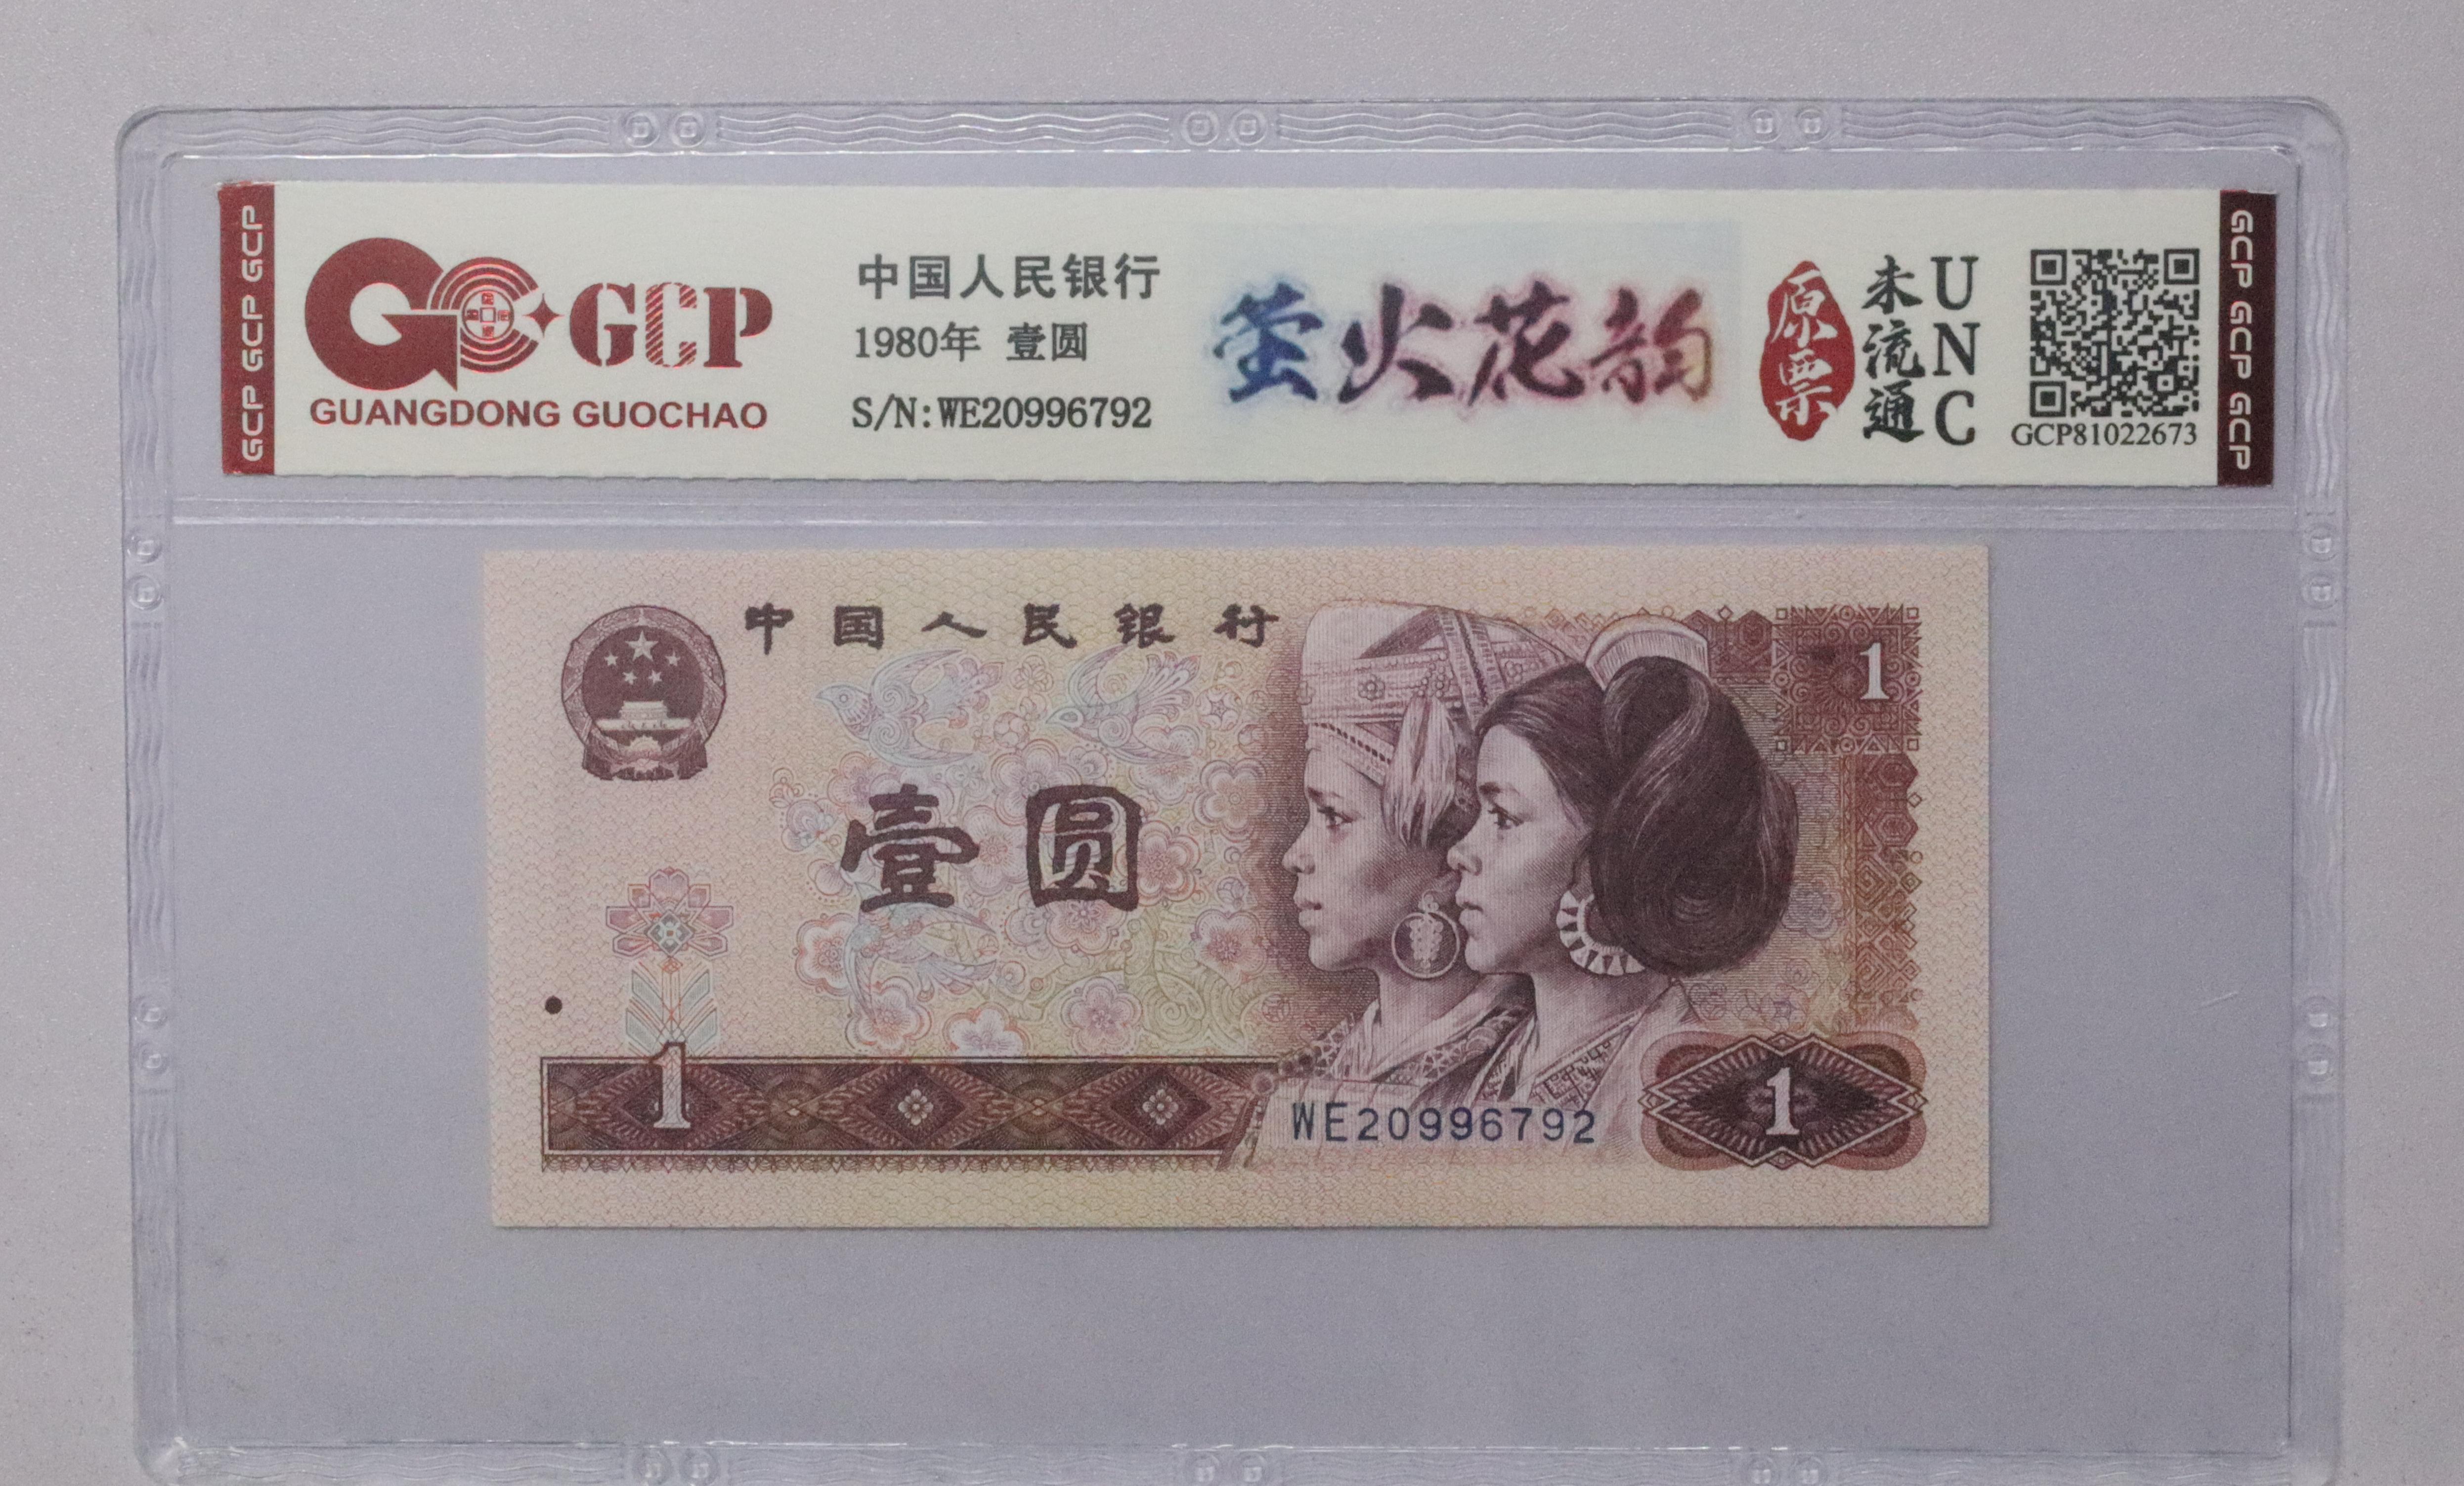 GCP GCP GCP
GCP
GUANGDONG GUOCHAO
中国人民银行
1980年 壹圆
S/N:WE20996792
萤火花韵
原票
未流通
UNC
GCP81022673
GCP GCP GCP
中国人民银行
1
壹圆
1
WE20996792
1